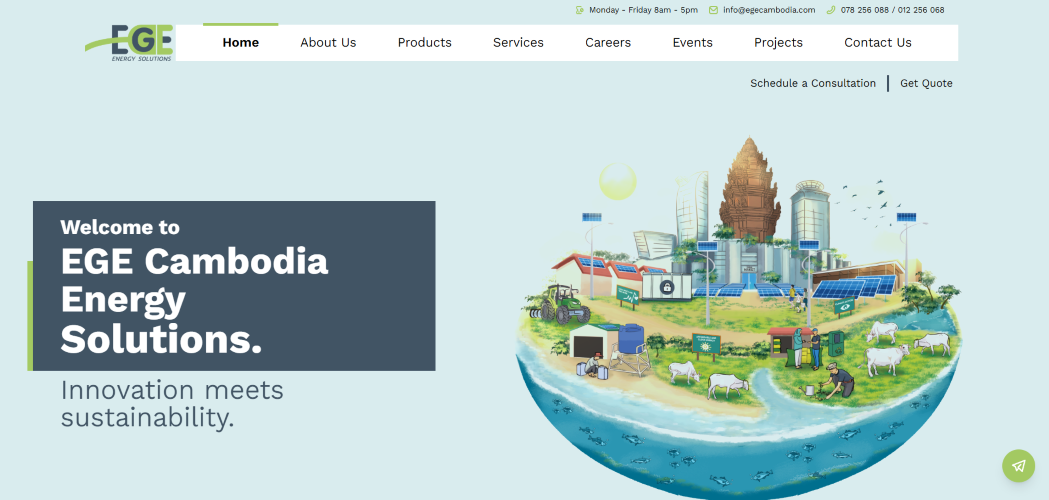 Monday - Friday 8am - 5pm
info@egecambodia.com
078 256 088 / 012 256 068
EGE
ENERGY SOLUTIONS
Home
About Us
Products
Services
Careers
Events
Projects
Contact Us
Schedule a Consultation
Get Quote
Welcome to
EGE Cambodia
Energy
Solutions.
Innovation meets
sustainability.